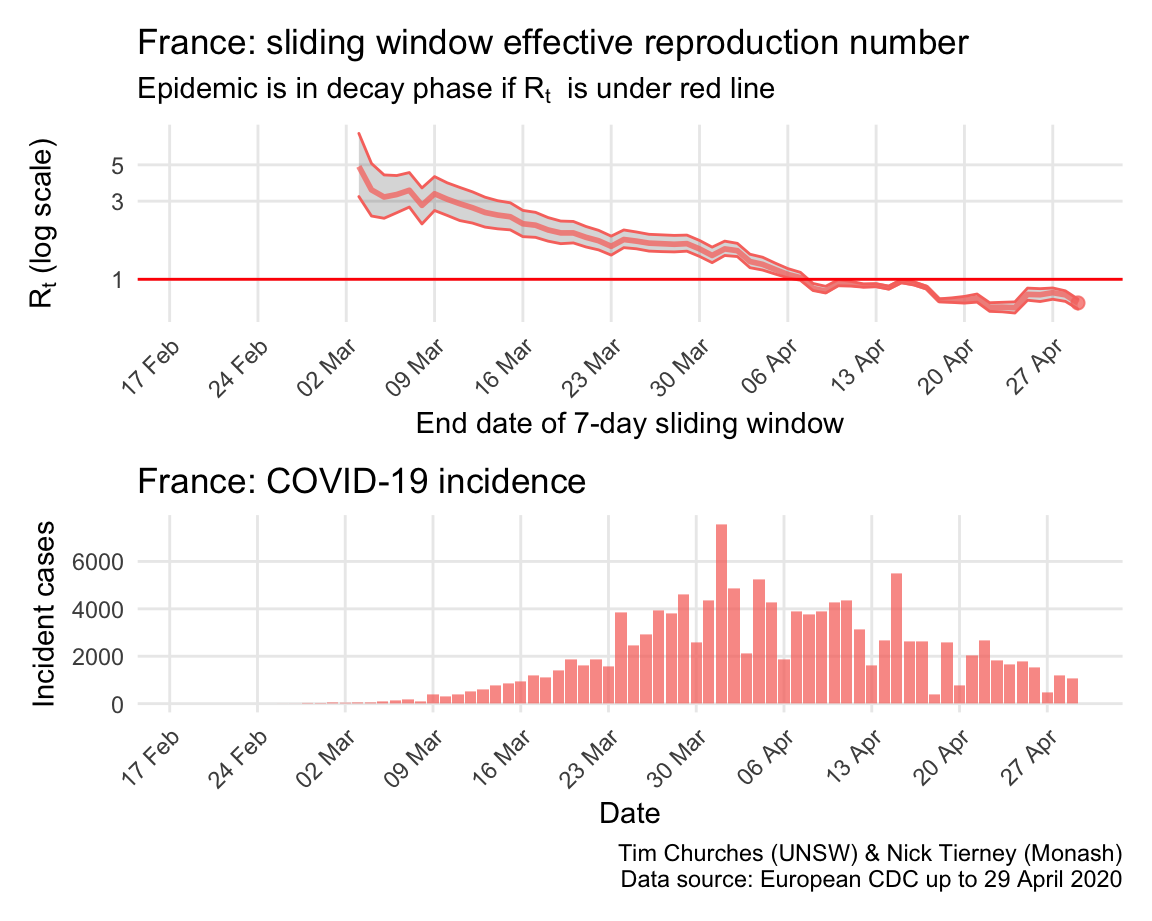 France: sliding window effective reproduction number
Epidemic is in decay phase if Rt is under red line
Rt (log scale)
5
3
1
17 Feb
24 Feb
02 Mar
09 Mar
16 Mar
23 Mar
30 Mar
06 Apr
13 Apr
20 Apr
27 Apr
End date of 7-day sliding window
France: COVID-19 incidence
Incident cases
6000
4000
2000
0
17 Feb
24 Feb
02 Mar
09 Mar
16 Mar
23 Mar
30 Mar
06 Apr
13 Apr
20 Apr
27 Apr
Date
Tim Churches (UNSW) & Nick Tierney (Monash)
Data source: European CDC up to 29 April 2020